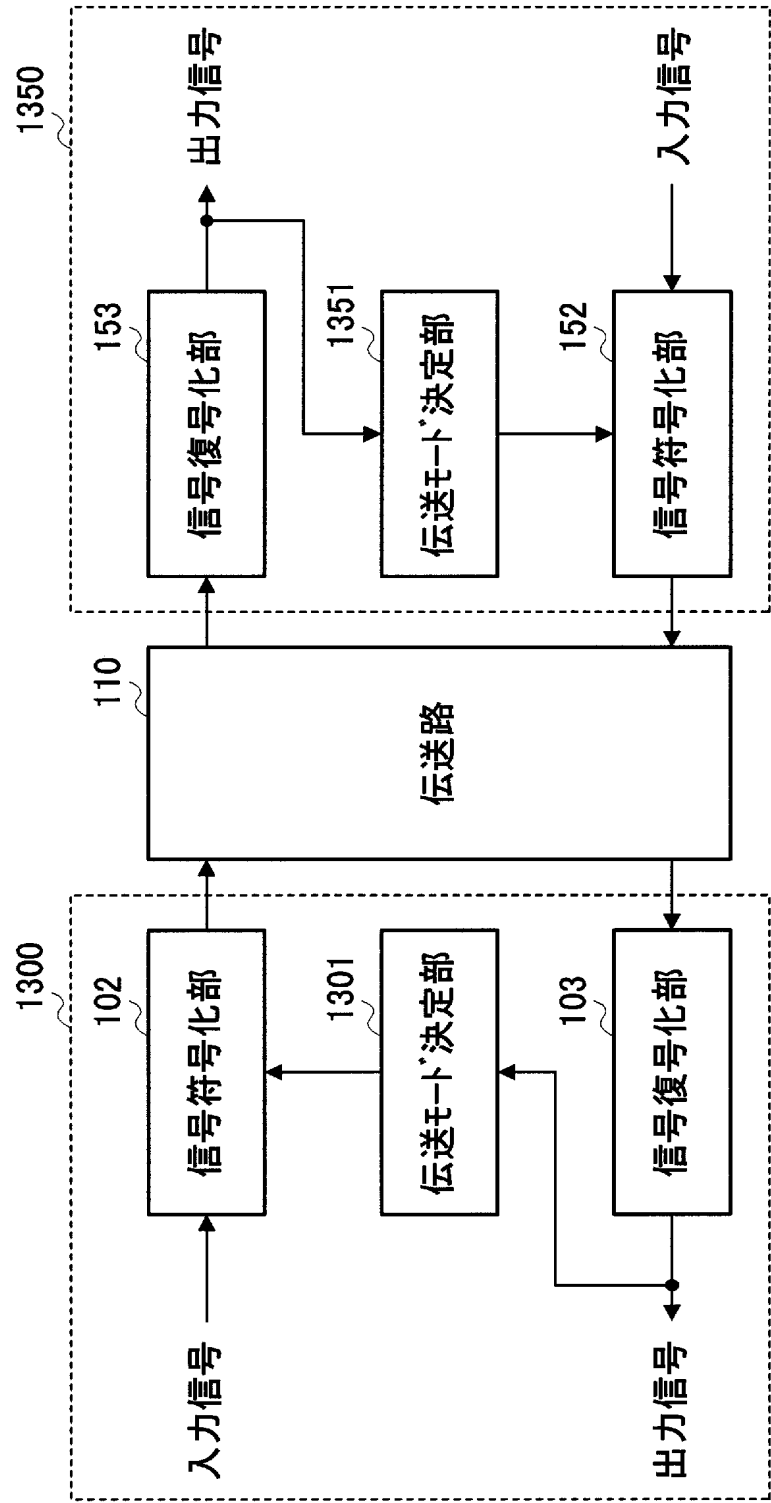 1300
1350
102
110
153
入力信号
信号符号化部
信号復号化部
出力信号
1301
1351
伝送モード決定部
伝送路
伝送モード決定部
103
152
出力信号
信号復号化部
信号符号化部
入力信号